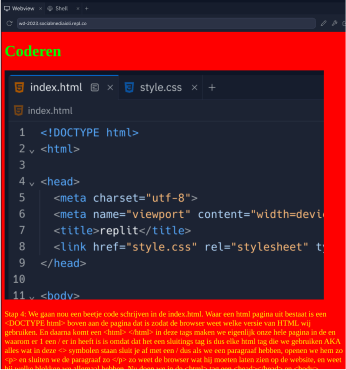 Webview Shell
wd-2023.socialmediaiid.repl.co
Coderen
index.html style.css
index.html
1 <!DOCTYPE html>
2 <html>
3
4 <head>
5 <meta charset="utf-8">
6 <meta name="viewport" content="width=devic
7 <title>replit</title>
8 <link href="style.css" rel="stylesheet" ty
9 </head>
10
11 <body>
Stap 4: We gaan nou een beetje code schrijven in de index.html. Waar een html pagina uit bestaat is een
<DOCTYPE html> boven aan de pagina dat is zodat de browser weet welke versie van HTML wij
gebruiken. En daarna komt een <html> </html> in deze tags maken we eigenlijk onze hele pagina in de en
waarom er 1 een / er in heeft is is omdat dat het een sluitings tag is dus elke html tag die we gebruiken AKA
alles wat in deze <> symbolen staan sluit je af met een / dus als we een paragraaf hebben, openen we hem zo
<p> en sluiten we de paragraaf zo </p> zo weet de browser wat hij moeten laten zien op de website, en weet